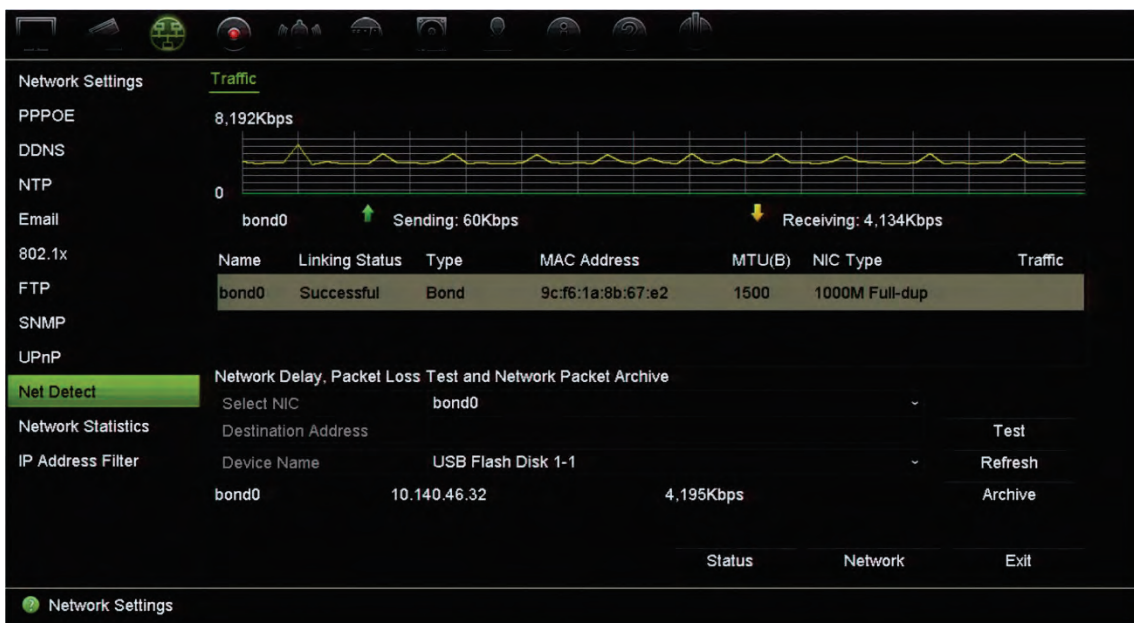 Network Settings
Traffic
PPPOE
8,192Kbps
DDNS
NTP
0
Email
bond0 Sending: 60Kbps Receiving: 4,134Kbps
802.1x
Name Linking Status Type MAC Address MTU(B) NIC Type Traffic
FTP
bond0 Successful Bond 9c:f6:1a:8b:67:e2 1500 1000M Full-dup
SNMP
UPnP
Network Delay, Packet Loss Test and Network Packet Archive
Net Detect
Select NIC bond0
Network Statistics
Destination Address Test
IP Address Filter
Device Name USB Flash Disk 1-1 Refresh
bond0 10.140.46.32 4,195Kbps Archive
Status Network Exit
? Network Settings